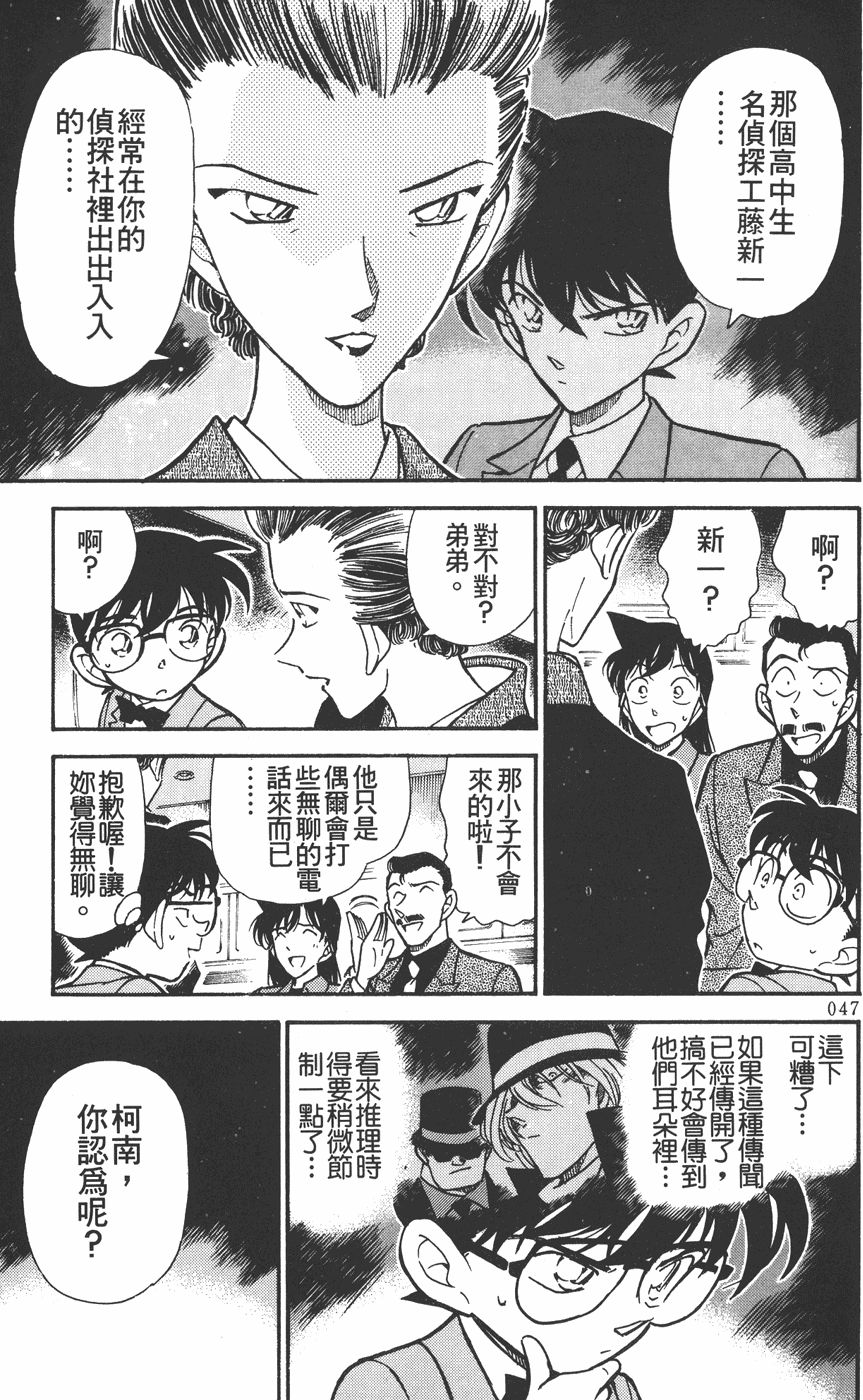 那個高中生
名偵探工藤新一
……
經常在你的
偵探社裡出出入入
的……
啊？
新一？
對不對？
弟弟。
啊？
那小子不會
來的啦！
他只是
偶爾會打
些無聊的電
話來而已
……
抱歉喔！讓
妳覺得無聊。
047
這下
可糟了…
如果這種傳聞
已經傳開了，
搞不好會傳到
他們耳朵裡…
看來推理時
得要稍微節
制一點了…
柯南，
你認爲呢？